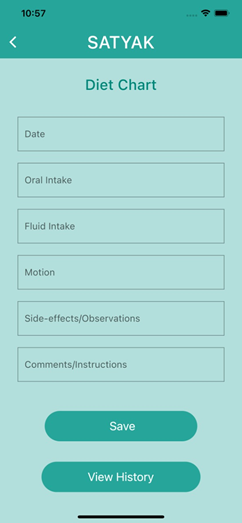 10:57
SATYAK
Diet Chart
Date
Oral Intake
Fluid Intake
Motion
Side-effects/Observations
Comments/Instructions
Save
View History